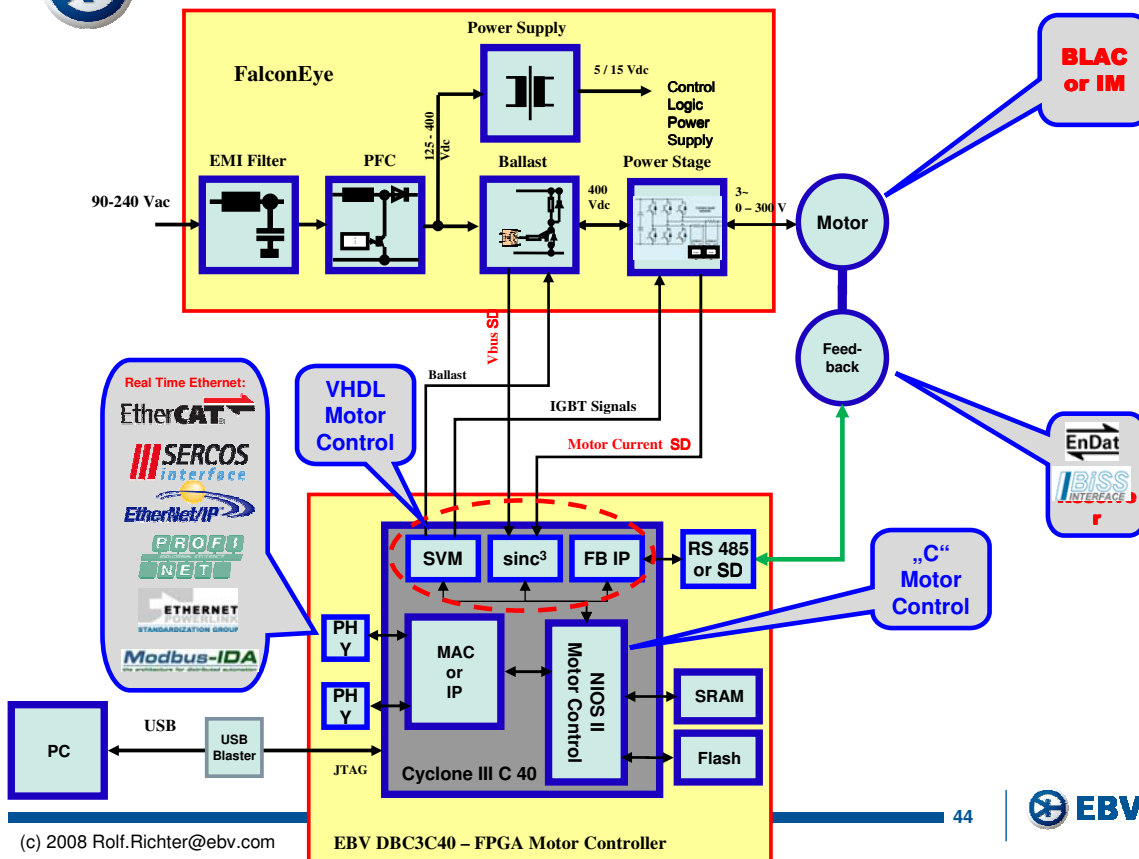 Power Supply
FalconEye
5 / 15 Vdc
Control
Logic
Power
Supply
125 - 400
Vdc
BLAC
or IM
EMI Filter
PFC
Ballast
Power Stage
90-240 Vac
400
Vdc
3~
0 – 300 V
Motor
Feed-
back
Vbus SD
Ballast
IGBT Signals
Motor Current SD
VHDL
Motor
Control
Real Time Ethernet:
EtherCAT
SERCOS
interface
EtherNet/IP
PROFI
NET
ETHERNET
POWERLINK
STANDARDIZATION GROUP
Modbus-IDA
the architecture for distributed automation
EnDat
BiSS
INTERFACE
r
SVM
sinc³
FB IP
RS 485
or SD
„C“
Motor
Control
PH
Y
PH
Y
MAC
or
IP
NIOS II
Motor Control
SRAM
Flash
PC
USB
USB
Blaster
JTAG
Cyclone III C 40
44
EBV
(c) 2008 Rolf.Richter@ebv.com
EBV DBC3C40 – FPGA Motor Controller